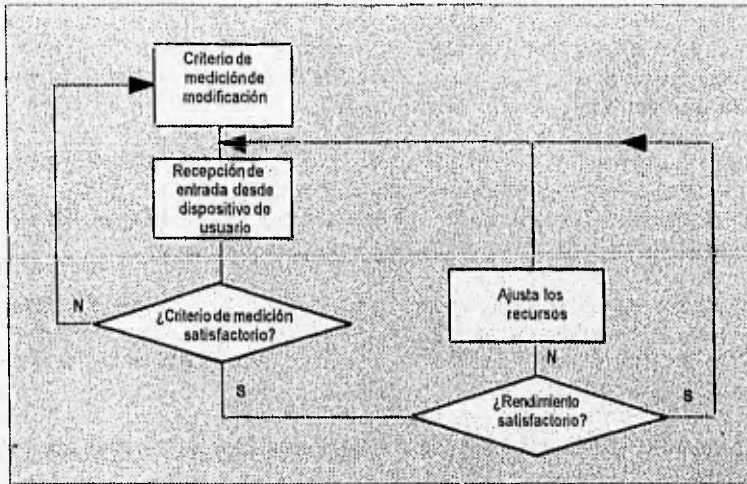 Criterio de
medición de
modificación
Recepción de
entrada desde
dispositivo de
usuario
N
¿Criterio de medición
satisfactorio?
S
Ajusta los
recursos
N
¿Rendimiento
satisfactorio?
S